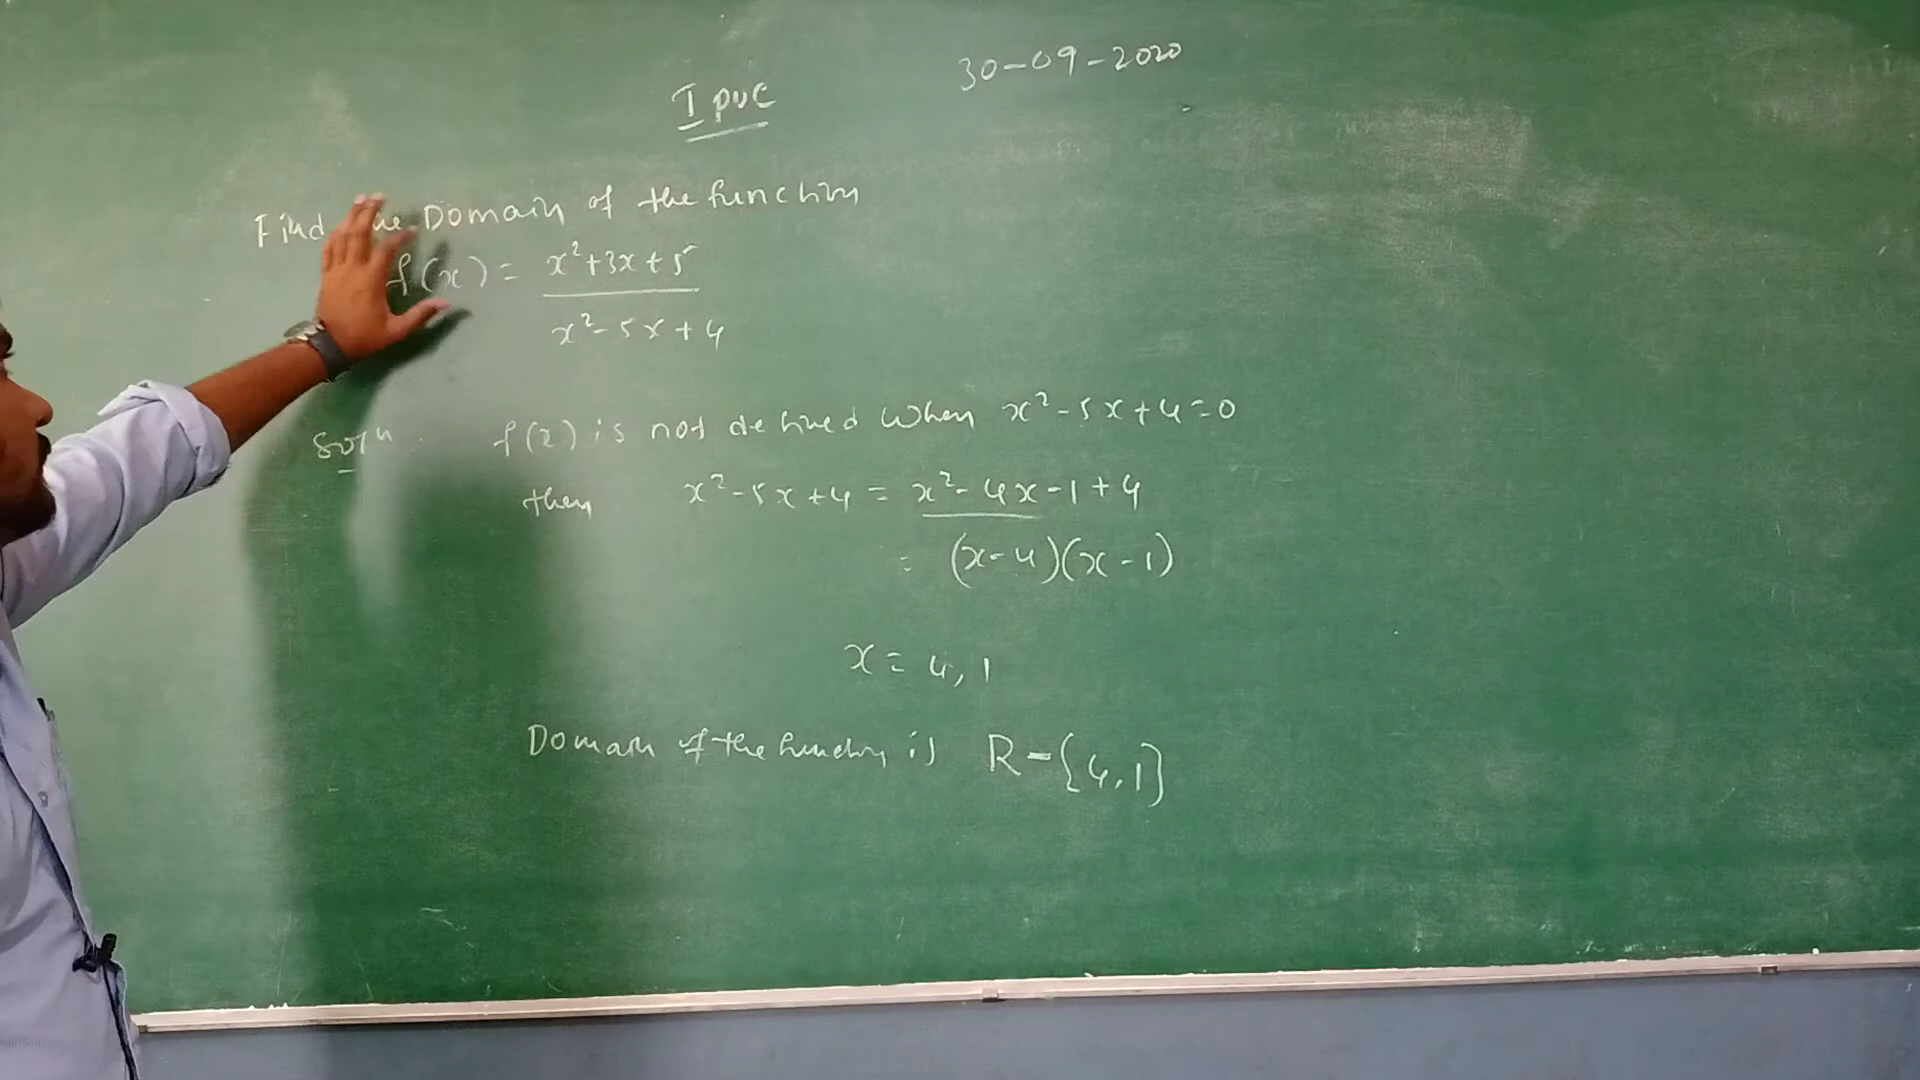 30-09-2020
I PUC
Find the Domain of the function
f(x) = x²+3x+5 / x²-5x+4
Soln. f(x) is not defined when x²-5x+4=0
then x²-5x+4 = x²-4x-1+4
= (x-4)(x-1)
x = 4, 1
Domain of the function is R-{4,1}